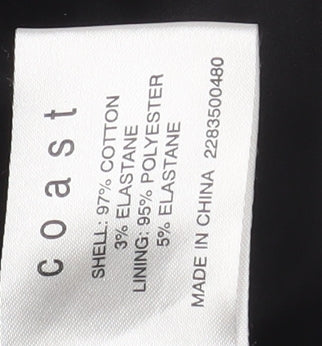 coast
SHELL: 97% COTTON
3% ELASTANE
LINING: 95% POLYESTER
5% ELASTANE
MADE IN CHINA 2283500480